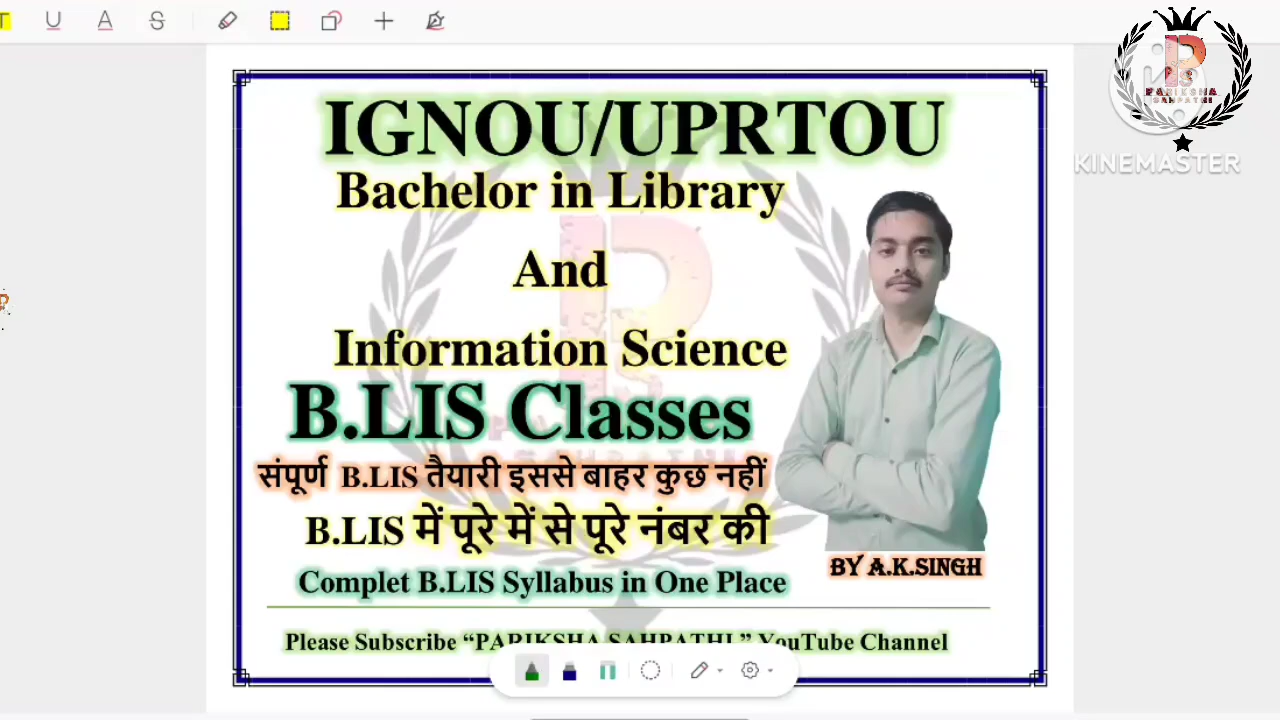 T U A S
PARIKSHA
SAHPATHI
KINEMASTER
IGNOU/UPRTOU
Bachelor in Library
And
Information Science
B.LIS Classes
संपूर्ण B.LIS तैयारी इससे बाहर कुछ नहीं
B.LIS में पूरे में से पूरे नंबर की
BY A.K.SINGH
Complet B.LIS Syllabus in One Place
Please Subscribe “PARIKSHA SAHPATHI” YouTube Channel